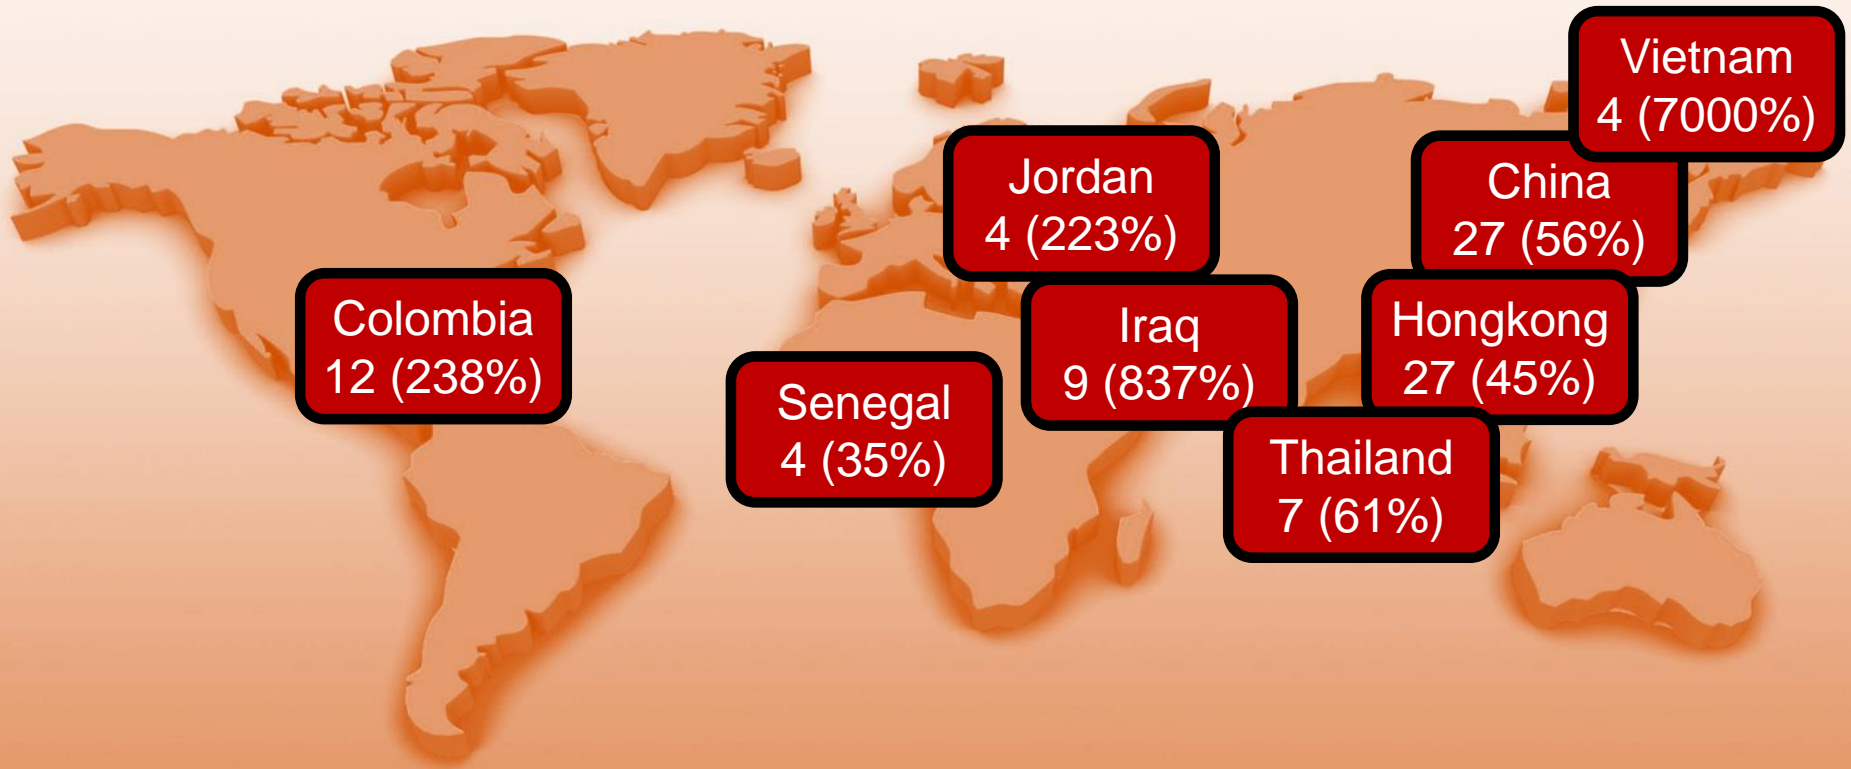 Vietnam
4 (7000%)
Jordan
4 (223%)
China
27 (56%)
Colombia
12 (238%)
Iraq
9 (837%)
Hongkong
27 (45%)
Senegal
4 (35%)
Thailand
7 (61%)